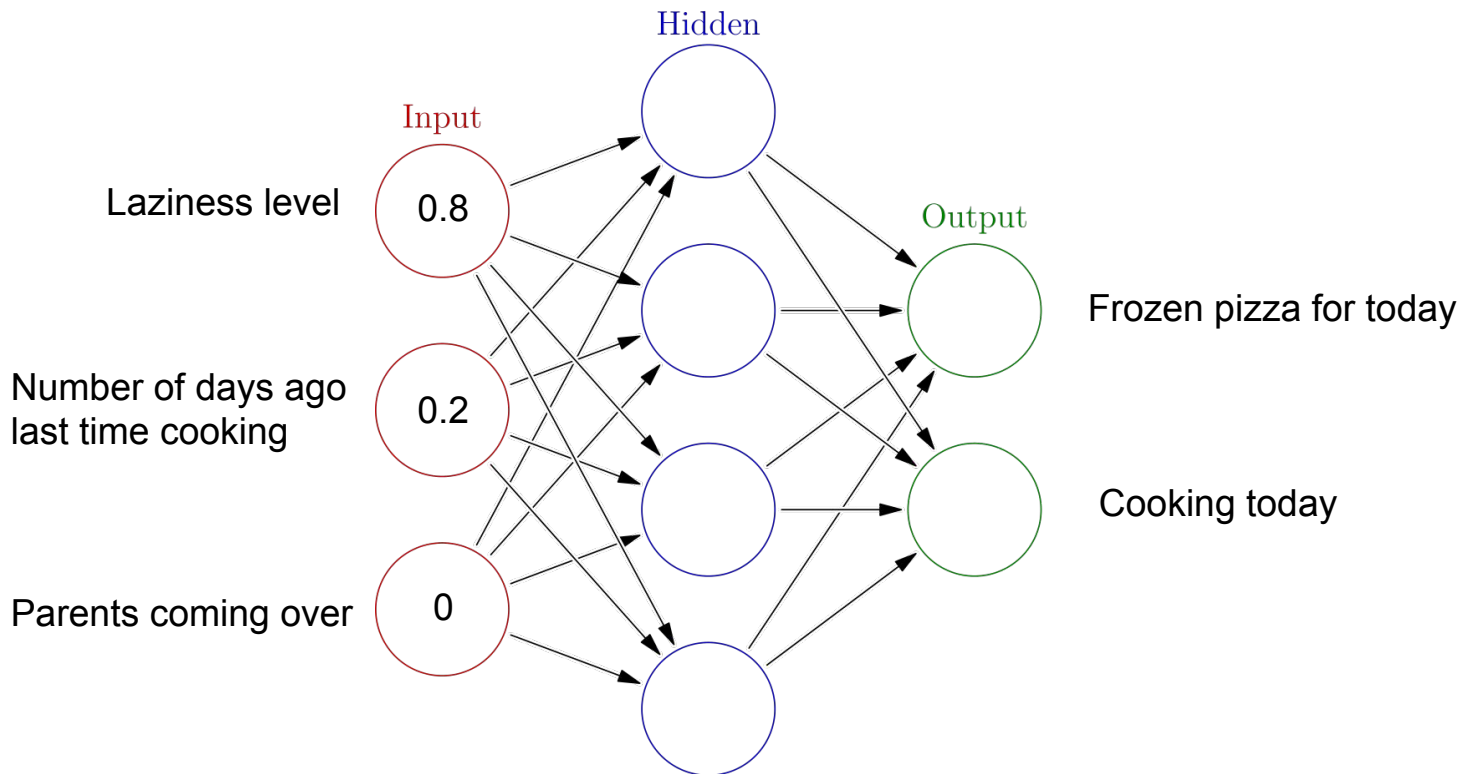 Hidden
Input
Laziness level
0.8
Output
Frozen pizza for today
Number of days ago
last time cooking
0.2
Cooking today
Parents coming over
0